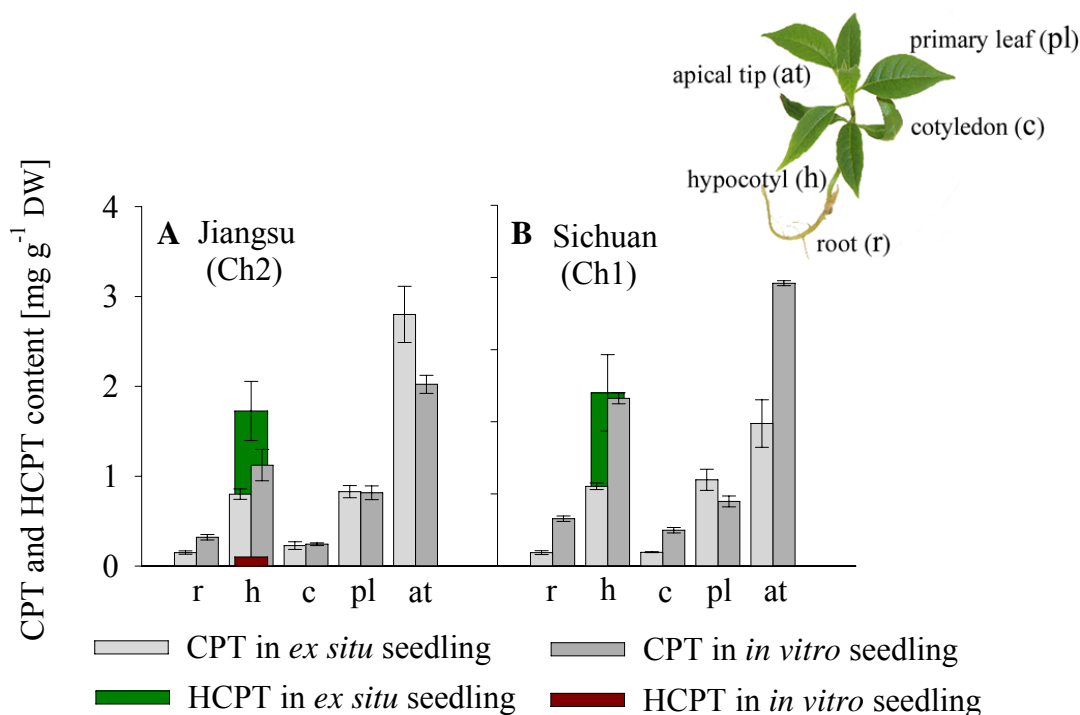 primary leaf (pl)
apical tip (at)
cotyledon (c)
hypocotyl (h)
root (r)
CPT and HCPT content [mg g⁻¹ DW]
4
3
2
1
0
A Jiangsu
(Ch2)
B Sichuan
(Ch1)
r h c pl at r h c pl at
CPT in ex situ seedling
CPT in in vitro seedling
HCPT in ex situ seedling
HCPT in in vitro seedling